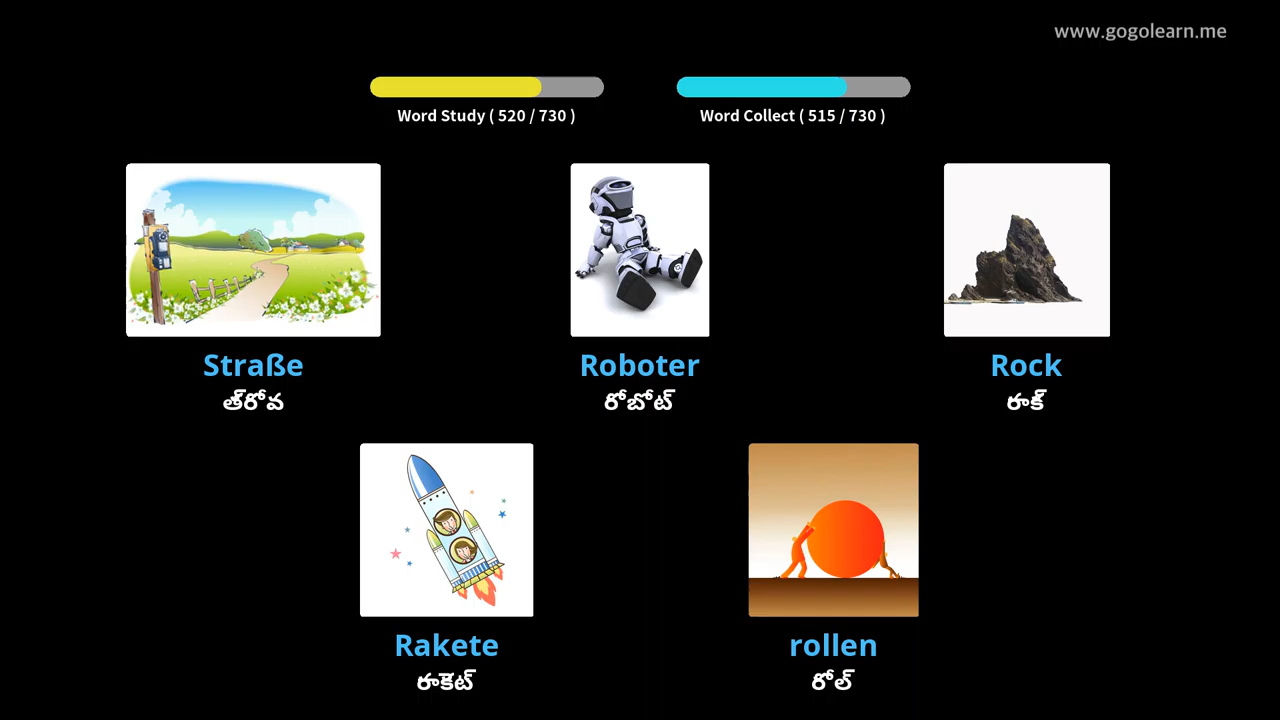 www.gogolearn.me
Word Study ( 520 / 730 )
Word Collect ( 515 / 730 )
Straße
త్రోవ
Roboter
రోబోట్
Rock
రూక్
Rakete
రూకెట్
rollen
రోల్